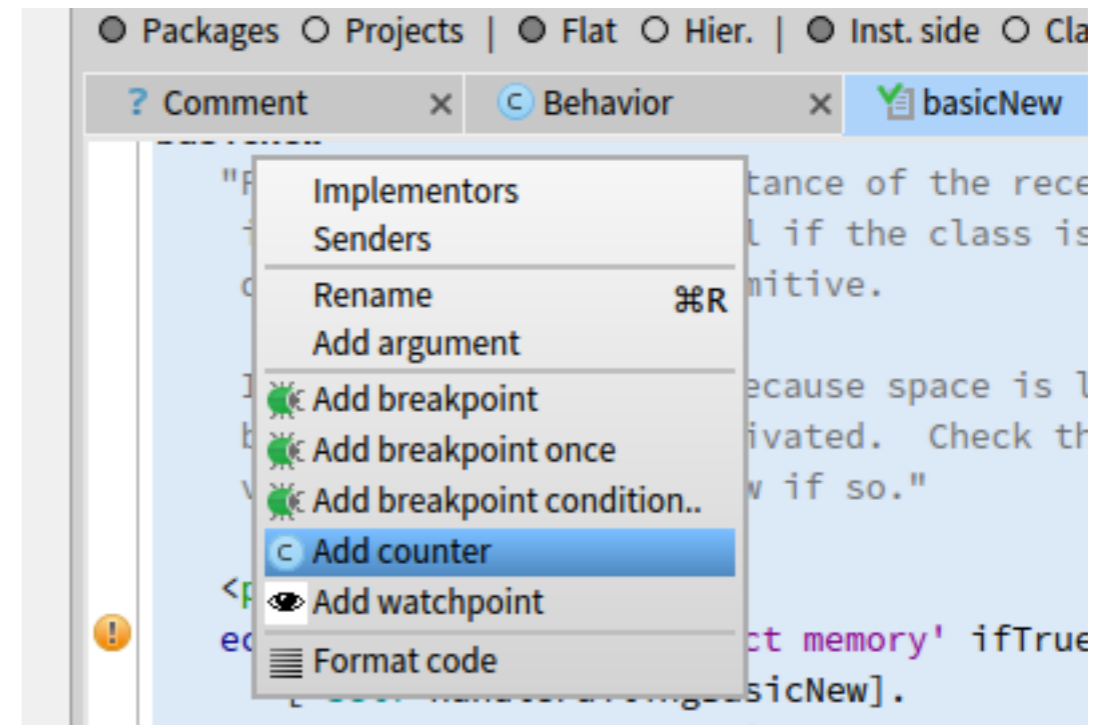 Packages Projects | Flat Hier. | Inst. side
? Comment × C Behavior × basicNew
"F
Implementors
tance of the rece
Senders
l if the class is
Rename ⌘R
mitive.
Add argument
Add breakpoint
ecause space is l
Add breakpoint once
ivated. Check th
Add breakpoint condition..
w if so."
C Add counter
<p
Add watchpoint
ec
ct memory' ifTrue
Format code
sicNew].